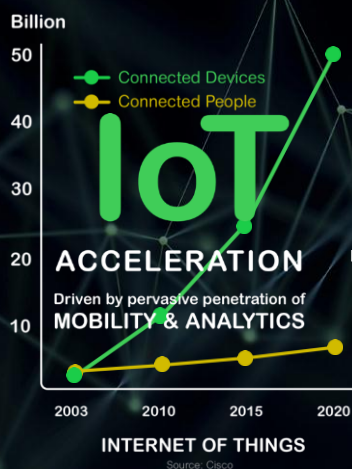 Billion
50
Connected Devices
Connected People
40
IoT
30
20
ACCELERATION
Driven by pervasive penetration of
MOBILITY & ANALYTICS
10
2003 2010 2015 2020
INTERNET OF THINGS
Source: Cisco